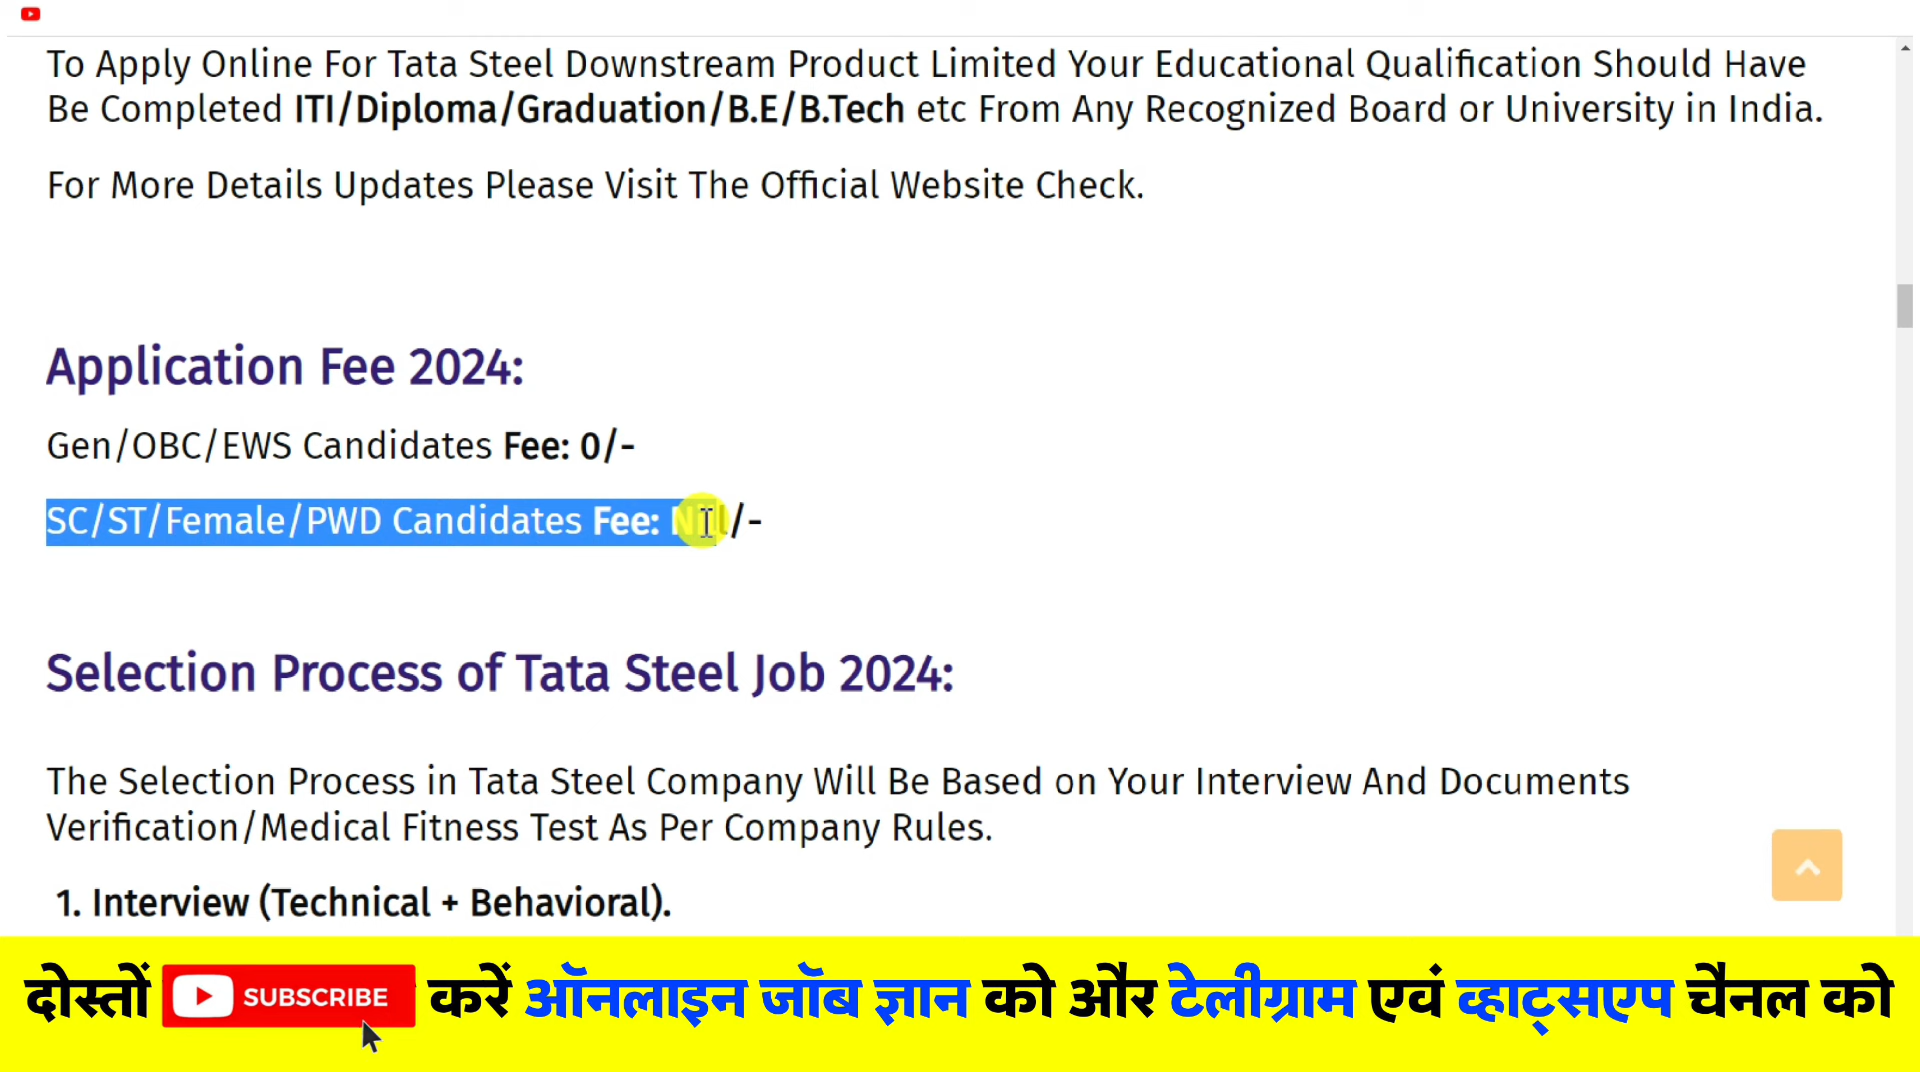 To Apply Online For Tata Steel Downstream Product Limited Your Educational Qualification Should Have
Be Completed ITI/Diploma/Graduation/B.E/B.Tech etc From Any Recognized Board or University in India.
For More Details Updates Please Visit The Official Website Check.
Application Fee 2024:
Gen/OBC/EWS Candidates Fee: 0/-
SC/ST/Female/PWD Candidates Fee: Nill/-
Selection Process of Tata Steel Job 2024:
The Selection Process in Tata Steel Company Will Be Based on Your Interview And Documents
Verification/Medical Fitness Test As Per Company Rules.
1. Interview (Technical + Behavioral).
दोस्तों SUBSCRIBE करें ऑनलाइन जॉब ज्ञान को और टेलीग्राम एवं व्हाट्सएप चैनल को